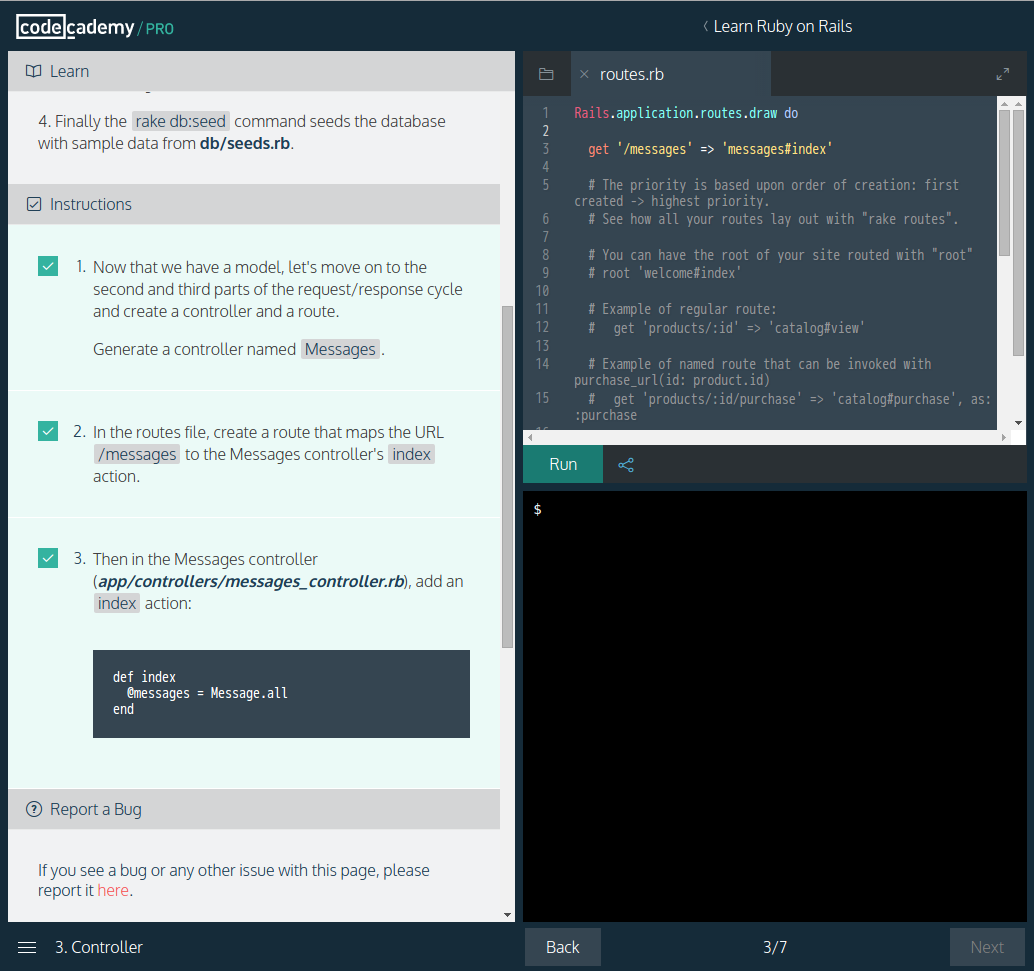 codecademy / PRO
Learn Ruby on Rails
Learn
4. Finally the rake db:seed command seeds the database
with sample data from db/seeds.rb.
Instructions
1. Now that we have a model, let's move on to the
second and third parts of the request/response cycle
and create a controller and a route.
Generate a controller named Messages.
2. In the routes file, create a route that maps the URL
/messages to the Messages controller's index
action.
3. Then in the Messages controller
(app/controllers/messages_controller.rb), add an
index action:
def index
@messages = Message.all
end
Report a Bug
If you see a bug or any other issue with this page, please
report it here.
routes.rb
1 Rails.application.routes.draw do
2
3 get '/messages' => 'messages#index'
4
5 # The priority is based upon order of creation: first
created -> highest priority.
6 # See how all your routes lay out with "rake routes".
7
8 # You can have the root of your site routed with "root"
9 # root 'welcome#index'
10
11 # Example of regular route:
12 #   get 'products/:id' => 'catalog#view'
13
14 # Example of named route that can be invoked with
purchase_url(id: product.id)
15 #   get 'products/:id/purchase' => 'catalog#purchase', as:
:purchase
Run
$
3. Controller
Back
3/7
Next